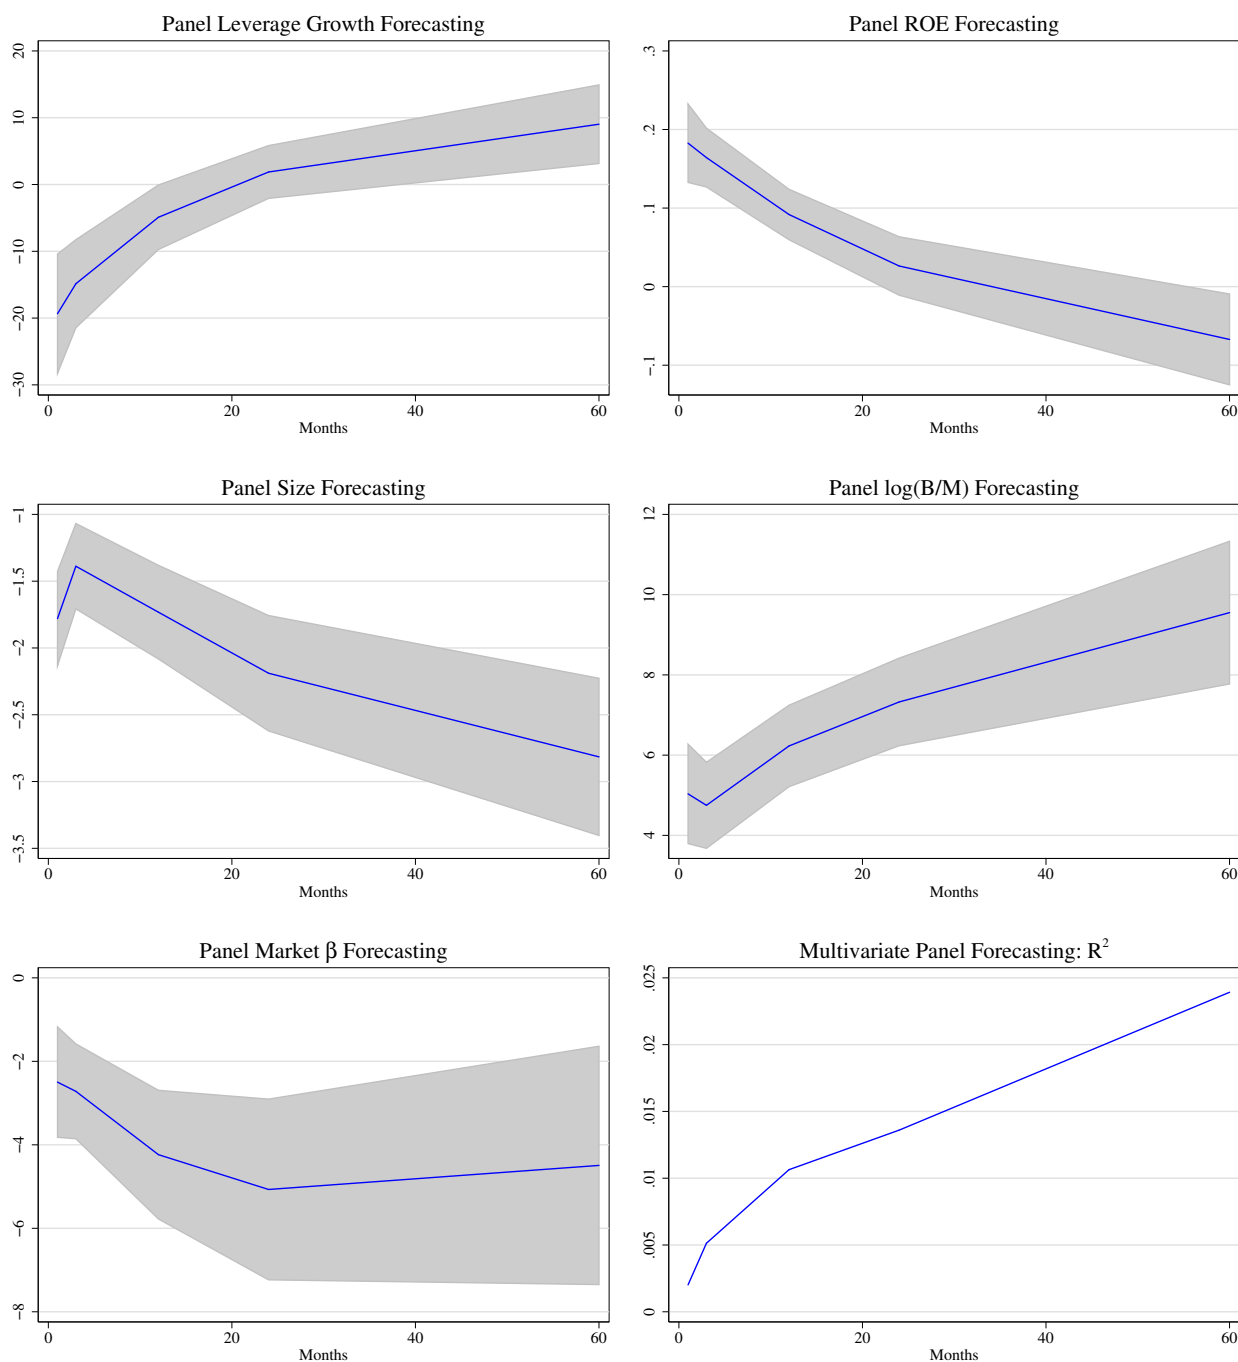 Panel Leverage Growth Forecasting
20
10
0
−10
−20
−30
0 20 40 60
Months
Panel ROE Forecasting
.3
.2
.1
0
−.1
0 20 40 60
Months
Panel Size Forecasting
−1
−1.5
−2
−2.5
−3
−3.5
0 20 40 60
Months
Panel log(B/M) Forecasting
12
10
8
6
4
0 20 40 60
Months
Panel Market β Forecasting
0
−2
−4
−6
−8
0 20 40 60
Months
Multivariate Panel Forecasting: R²
.025
.02
.015
.01
.005
0
0 20 40 60
Months